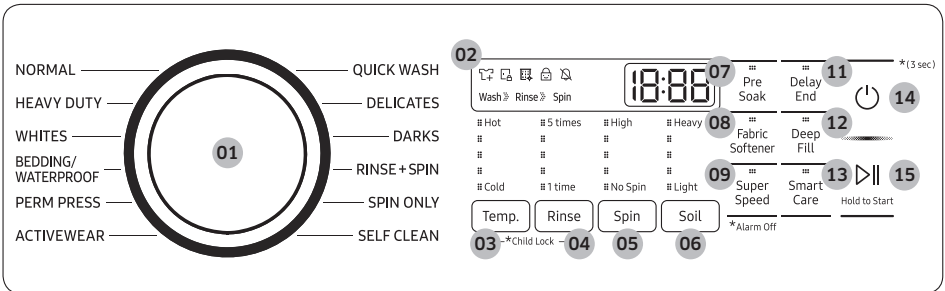 NORMAL
HEAVY DUTY
WHITES
BEDDING/
WATERPROOF
PERM PRESS
ACTIVEWEAR
01
QUICK WASH
DELICATES
DARKS
RINSE+SPIN
SPIN ONLY
SELF CLEAN
02
Wash Rinse Spin
18:88
Hot 5 times High Heavy
Cold 1 time No Spin Light
Temp. Rinse Spin Soil
03 *Child Lock 04 05 06
07 Pre
Soak
Delay
End 11
08 Fabric
Softener
Deep
Fill 12
09 Super
Speed
Smart
Care 13
*Alarm Off
*(3 sec)
14
15
Hold to Start